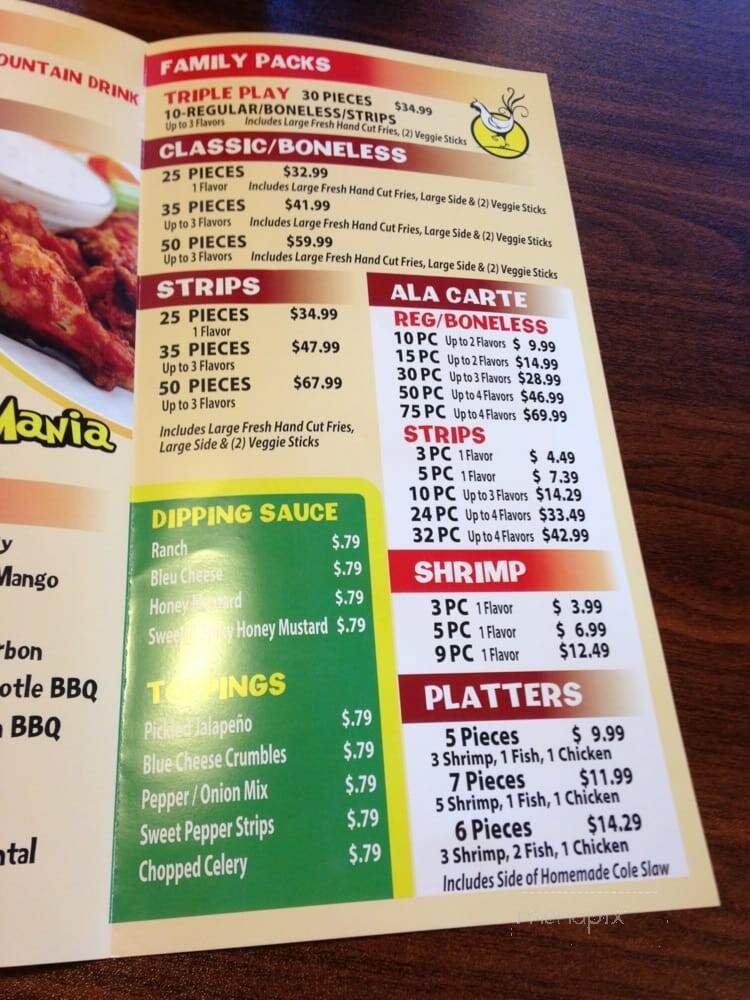 OUNTAIN DRINK
Mania
y
Mango
rbon
otle BBQ
BBQ
ntal
FAMILY PACKS
TRIPLE PLAY 30 PIECES $34.99
10-REGULAR/BONELESS/STRIPS
Up to 3 Flavors Includes Large Fresh Hand Cut Fries, (2) Veggie Sticks
CLASSIC/BONELESS
25 PIECES $32.99
1 Flavor Includes Large Fresh Hand Cut Fries, Large Side & (2) Veggie Sticks
35 PIECES $41.99
Up to 3 Flavors Includes Large Fresh Hand Cut Fries, Large Side & (2) Veggie Sticks
50 PIECES $59.99
Up to 3 Flavors Includes Large Fresh Hand Cut Fries, Large Side & (2) Veggie Sticks
STRIPS
25 PIECES $34.99
1 Flavor
35 PIECES $47.99
Up to 3 Flavors
50 PIECES $67.99
Up to 3 Flavors
Includes Large Fresh Hand Cut Fries,
Large Side & (2) Veggie Sticks
DIPPING SAUCE
Ranch $.79
Bleu Cheese $.79
Honey Mustard $.79
Sweet Honey Mustard $.79
TOPPINGS
Pickled Jalapeño $.79
Blue Cheese Crumbles $.79
Pepper / Onion Mix $.79
Sweet Pepper Strips $.79
Chopped Celery $.79
ALA CARTE
REG/BONELESS
10 PC Up to 2 Flavors $ 9.99
15 PC Up to 2 Flavors $14.99
30 PC Up to 3 Flavors $28.99
50 PC Up to 4 Flavors $46.99
75 PC Up to 4 Flavors $69.99
STRIPS
3 PC 1 Flavor $ 4.49
5 PC 1 Flavor $ 7.39
10 PC Up to 3 Flavors $14.29
24 PC Up to 4 Flavors $33.49
32 PC Up to 4 Flavors $42.99
SHRIMP
3 PC 1 Flavor $ 3.99
5 PC 1 Flavor $ 6.99
9 PC 1 Flavor $12.49
PLATTERS
5 Pieces $ 9.99
3 Shrimp, 1 Fish, 1 Chicken
7 Pieces $11.99
5 Shrimp, 1 Fish, 1 Chicken
6 Pieces $14.29
3 Shrimp, 2 Fish, 1 Chicken
Includes Side of Homemade Cole Slaw
menupix